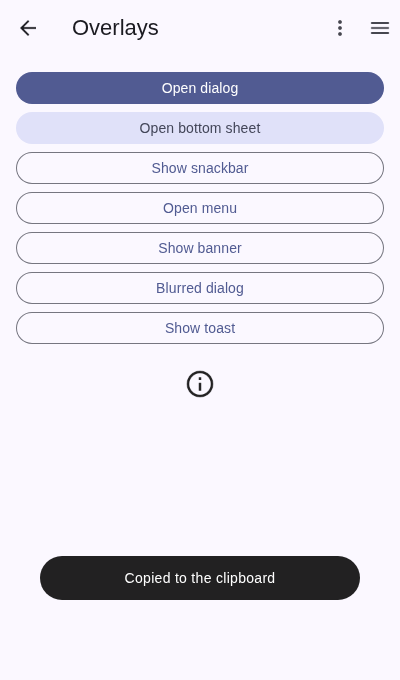 Overlays
Open dialog
Open bottom sheet
Show snackbar
Open menu
Show banner
Blurred dialog
Show toast
Copied to the clipboard